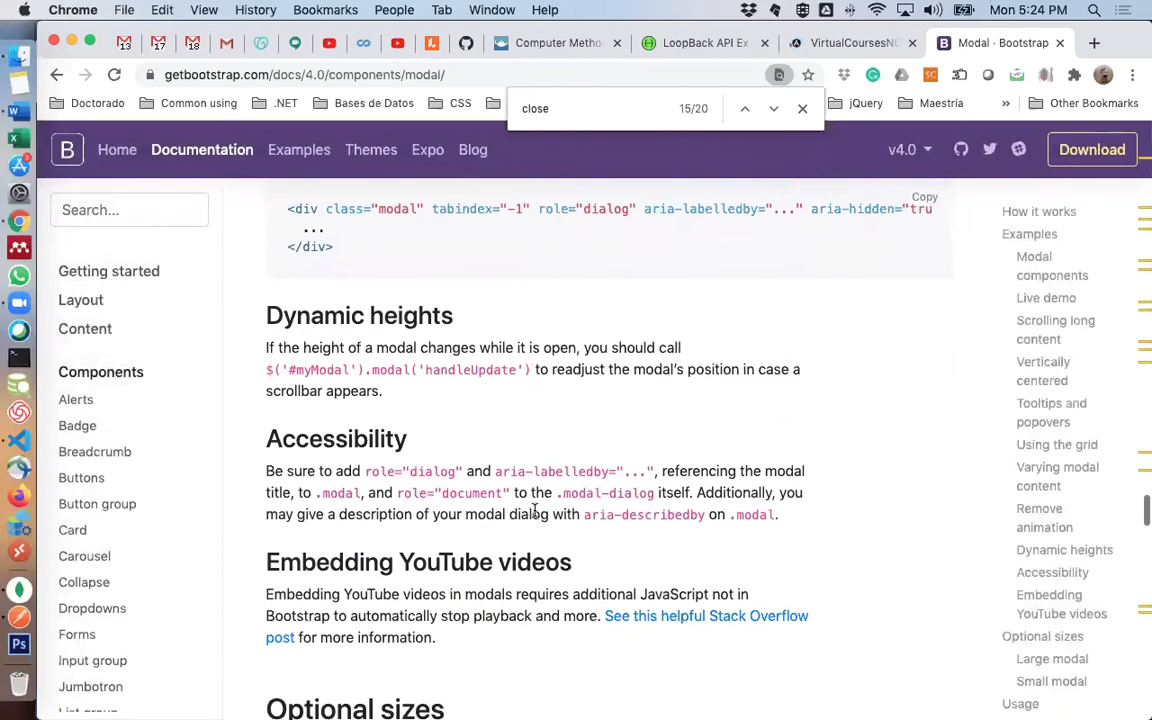 Chrome File Edit View History Bookmarks People Tab Window Help Mon 5:24 PM
13 17 18 Computer Metho LoopBack API Ex VirtualCoursesN Modal · Bootstrap
getbootstrap.com/docs/4.0/components/modal/
Doctorado Common using .NET Bases de Datos CSS jQuery Maestría » Other Bookmarks
close 15/20
B Home Documentation Examples Themes Expo Blog v4.0 Download
Search...
Getting started
Layout
Content
Components
Alerts
Badge
Breadcrumb
Buttons
Button group
Card
Carousel
Collapse
Dropdowns
Forms
Input group
Jumbotron
Copy
<div class="modal" tabindex="-1" role="dialog" aria-labelledby="..." aria-hidden="tru
...
</div>
Dynamic heights
If the height of a modal changes while it is open, you should call
$('#myModal').modal('handleUpdate') to readjust the modal’s position in case a
scrollbar appears.
Accessibility
Be sure to add role="dialog" and aria-labelledby="...", referencing the modal
title, to .modal, and role="document" to the .modal-dialog itself. Additionally, you
may give a description of your modal dialog with aria-describedby on .modal.
Embedding YouTube videos
Embedding YouTube videos in modals requires additional JavaScript not in
Bootstrap to automatically stop playback and more. See this helpful Stack Overflow
post for more information.
Optional sizes
How it works
Examples
Modal
components
Live demo
Scrolling long
content
Vertically
centered
Tooltips and
popovers
Using the grid
Varying modal
content
Remove
animation
Dynamic heights
Accessibility
Embedding
YouTube videos
Optional sizes
Large modal
Small modal
Usage